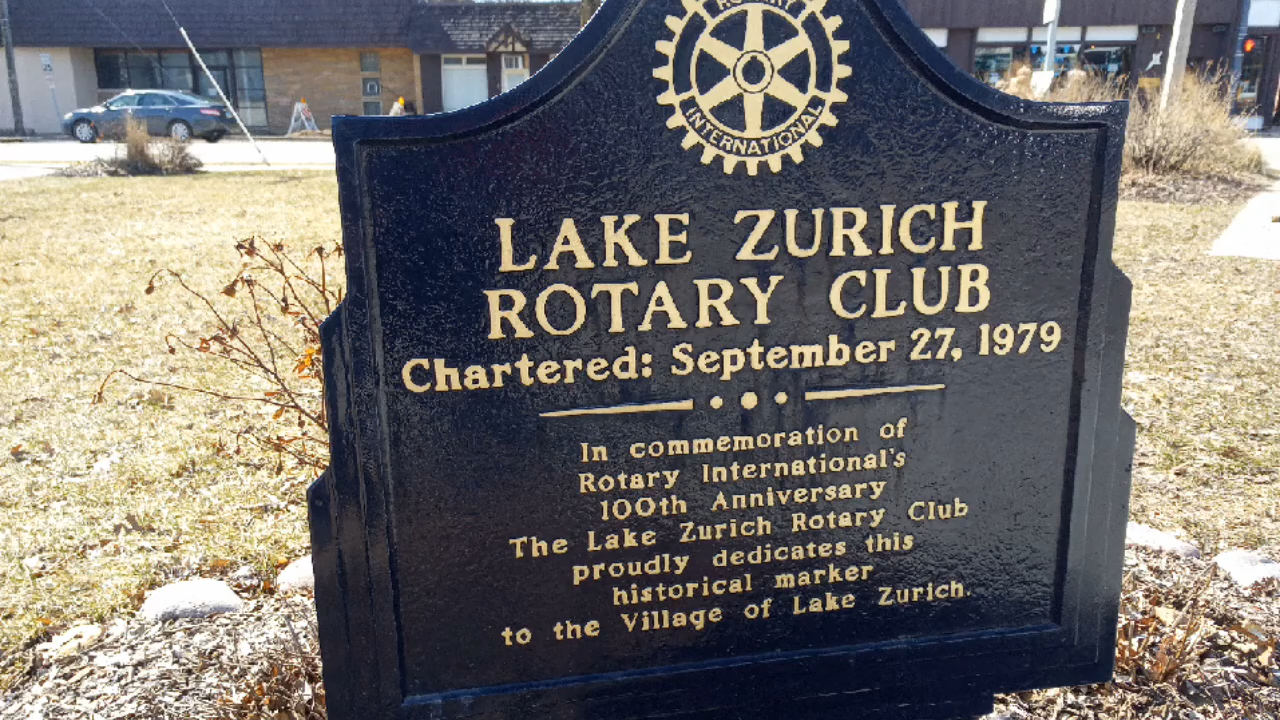 ROTARY
INTERNATIONAL
LAKE ZURICH
ROTARY CLUB
Chartered: September 27, 1979
In commemoration of
Rotary International's
100th Anniversary
The Lake Zurich Rotary Club
proudly dedicates this
historical marker
to the Village of Lake Zurich.